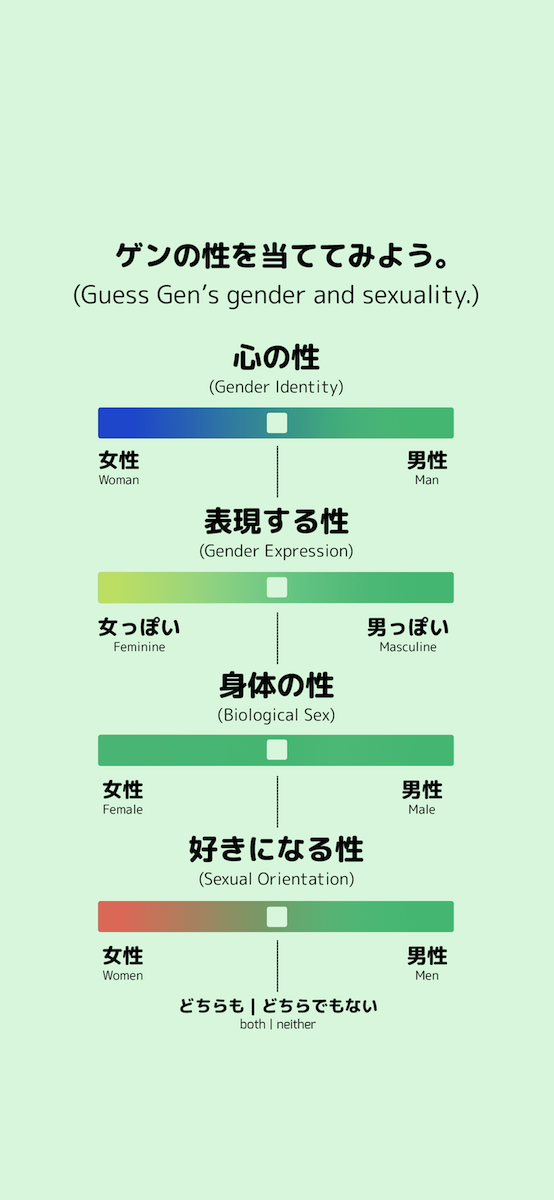 ゲンの性を当ててみよう。
(Guess Gen’s gender and sexuality.)
心の性
(Gender Identity)
女性 男性
Woman Man
表現する性
(Gender Expression)
女っぽい 男っぽい
Feminine Masculine
身体の性
(Biological Sex)
女性 男性
Female Male
好きになる性
(Sexual Orientation)
女性 男性
Women Men
どちらも | どちらでもない
both | neither